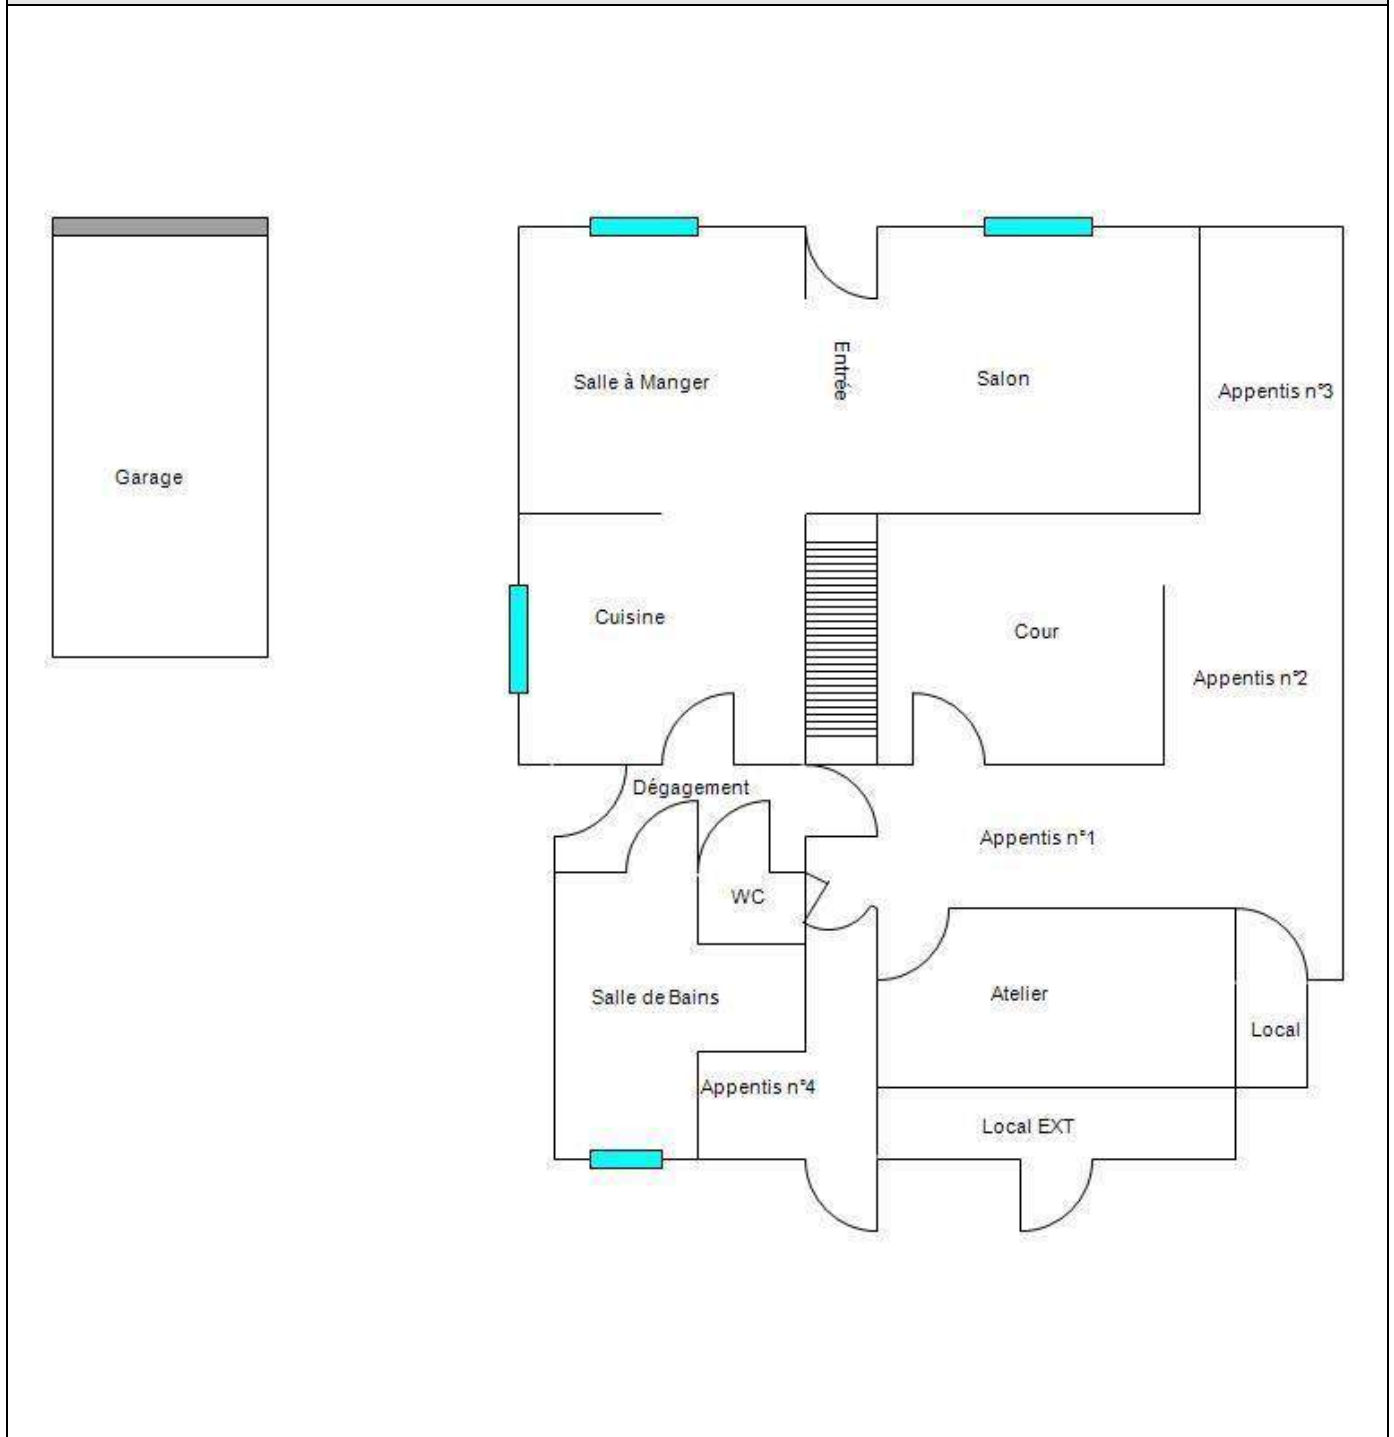 Entrée
Salle à Manger
Salon
Appentis n°3
Garage
Cuisine
Cour
Appentis n°2
Dégagement
Appentis n°1
WC
Salle de Bains
Atelier
Local
Appentis n°4
Local EXT